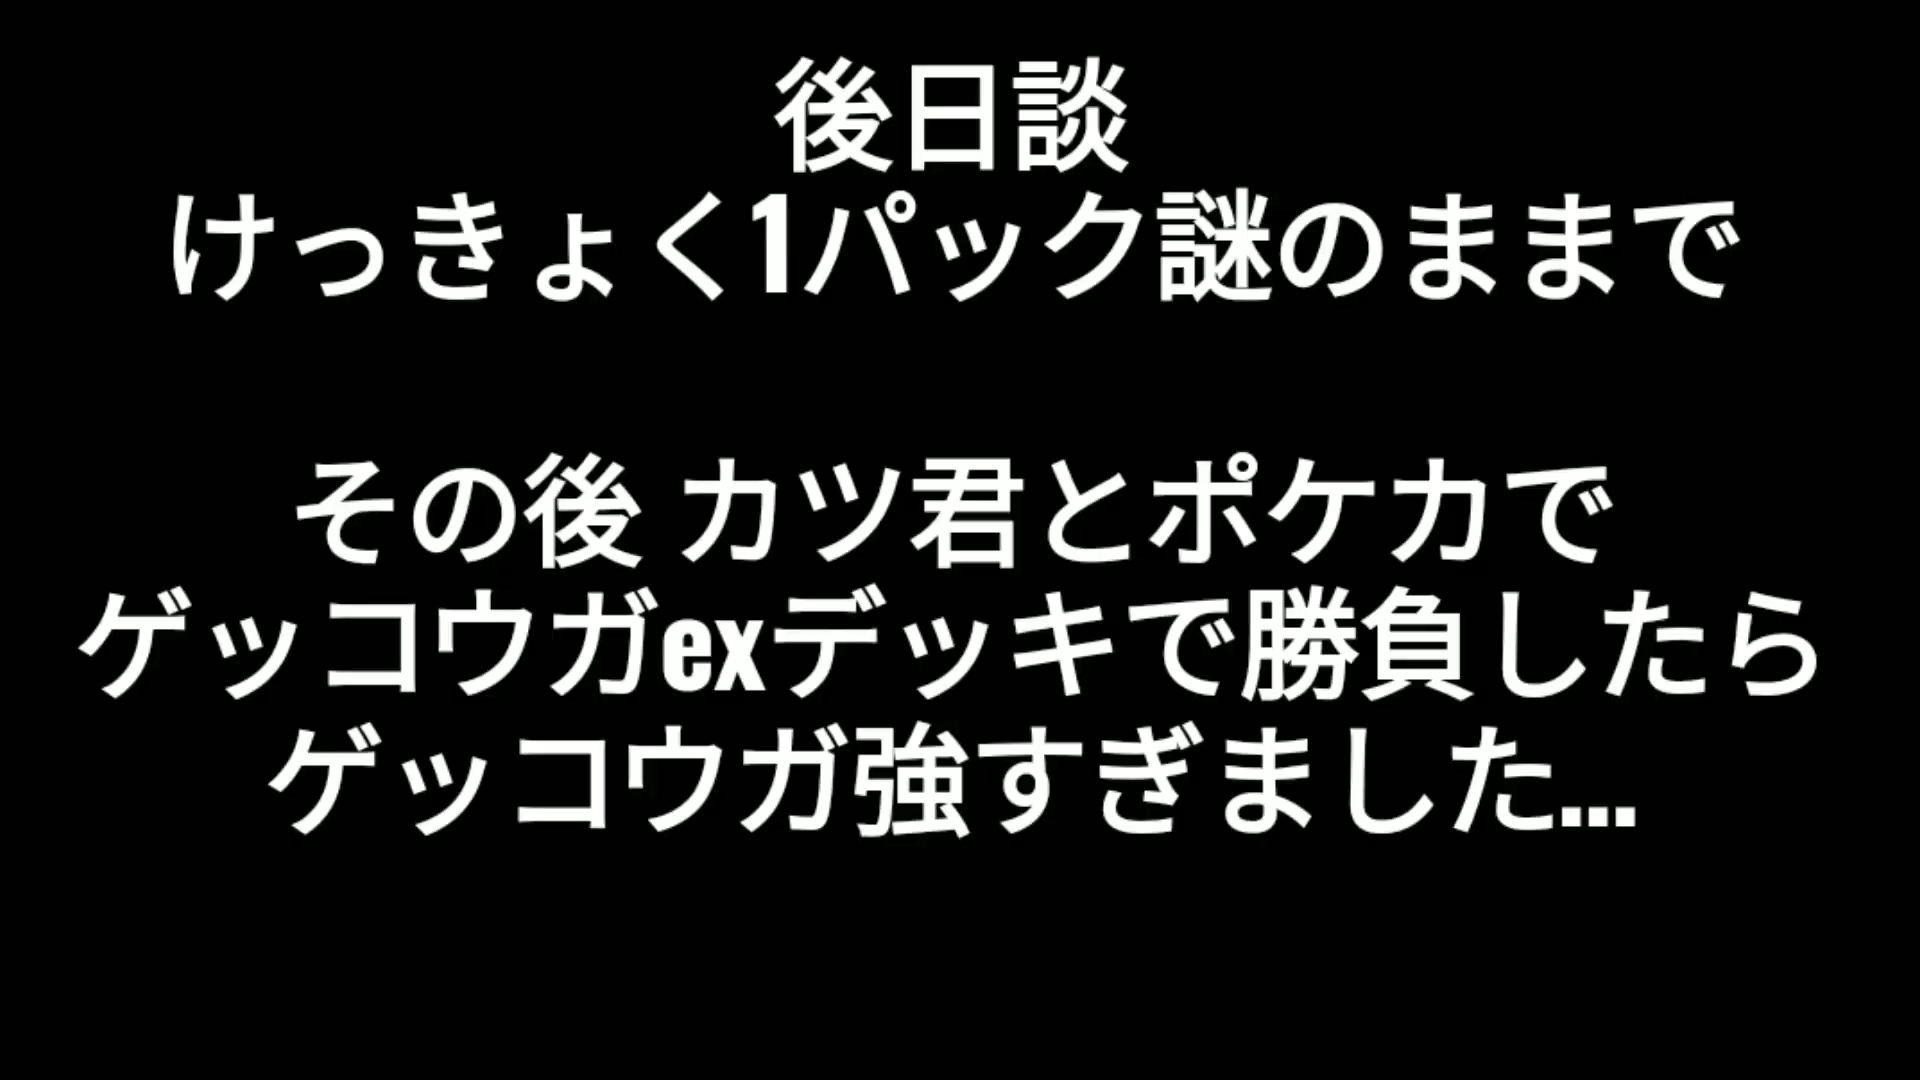 後日談
けっきょく1パック謎のままで
その後 カツ君とポケカで
ゲッコウガexデッキで勝負したら
ゲッコウガ強すぎました...